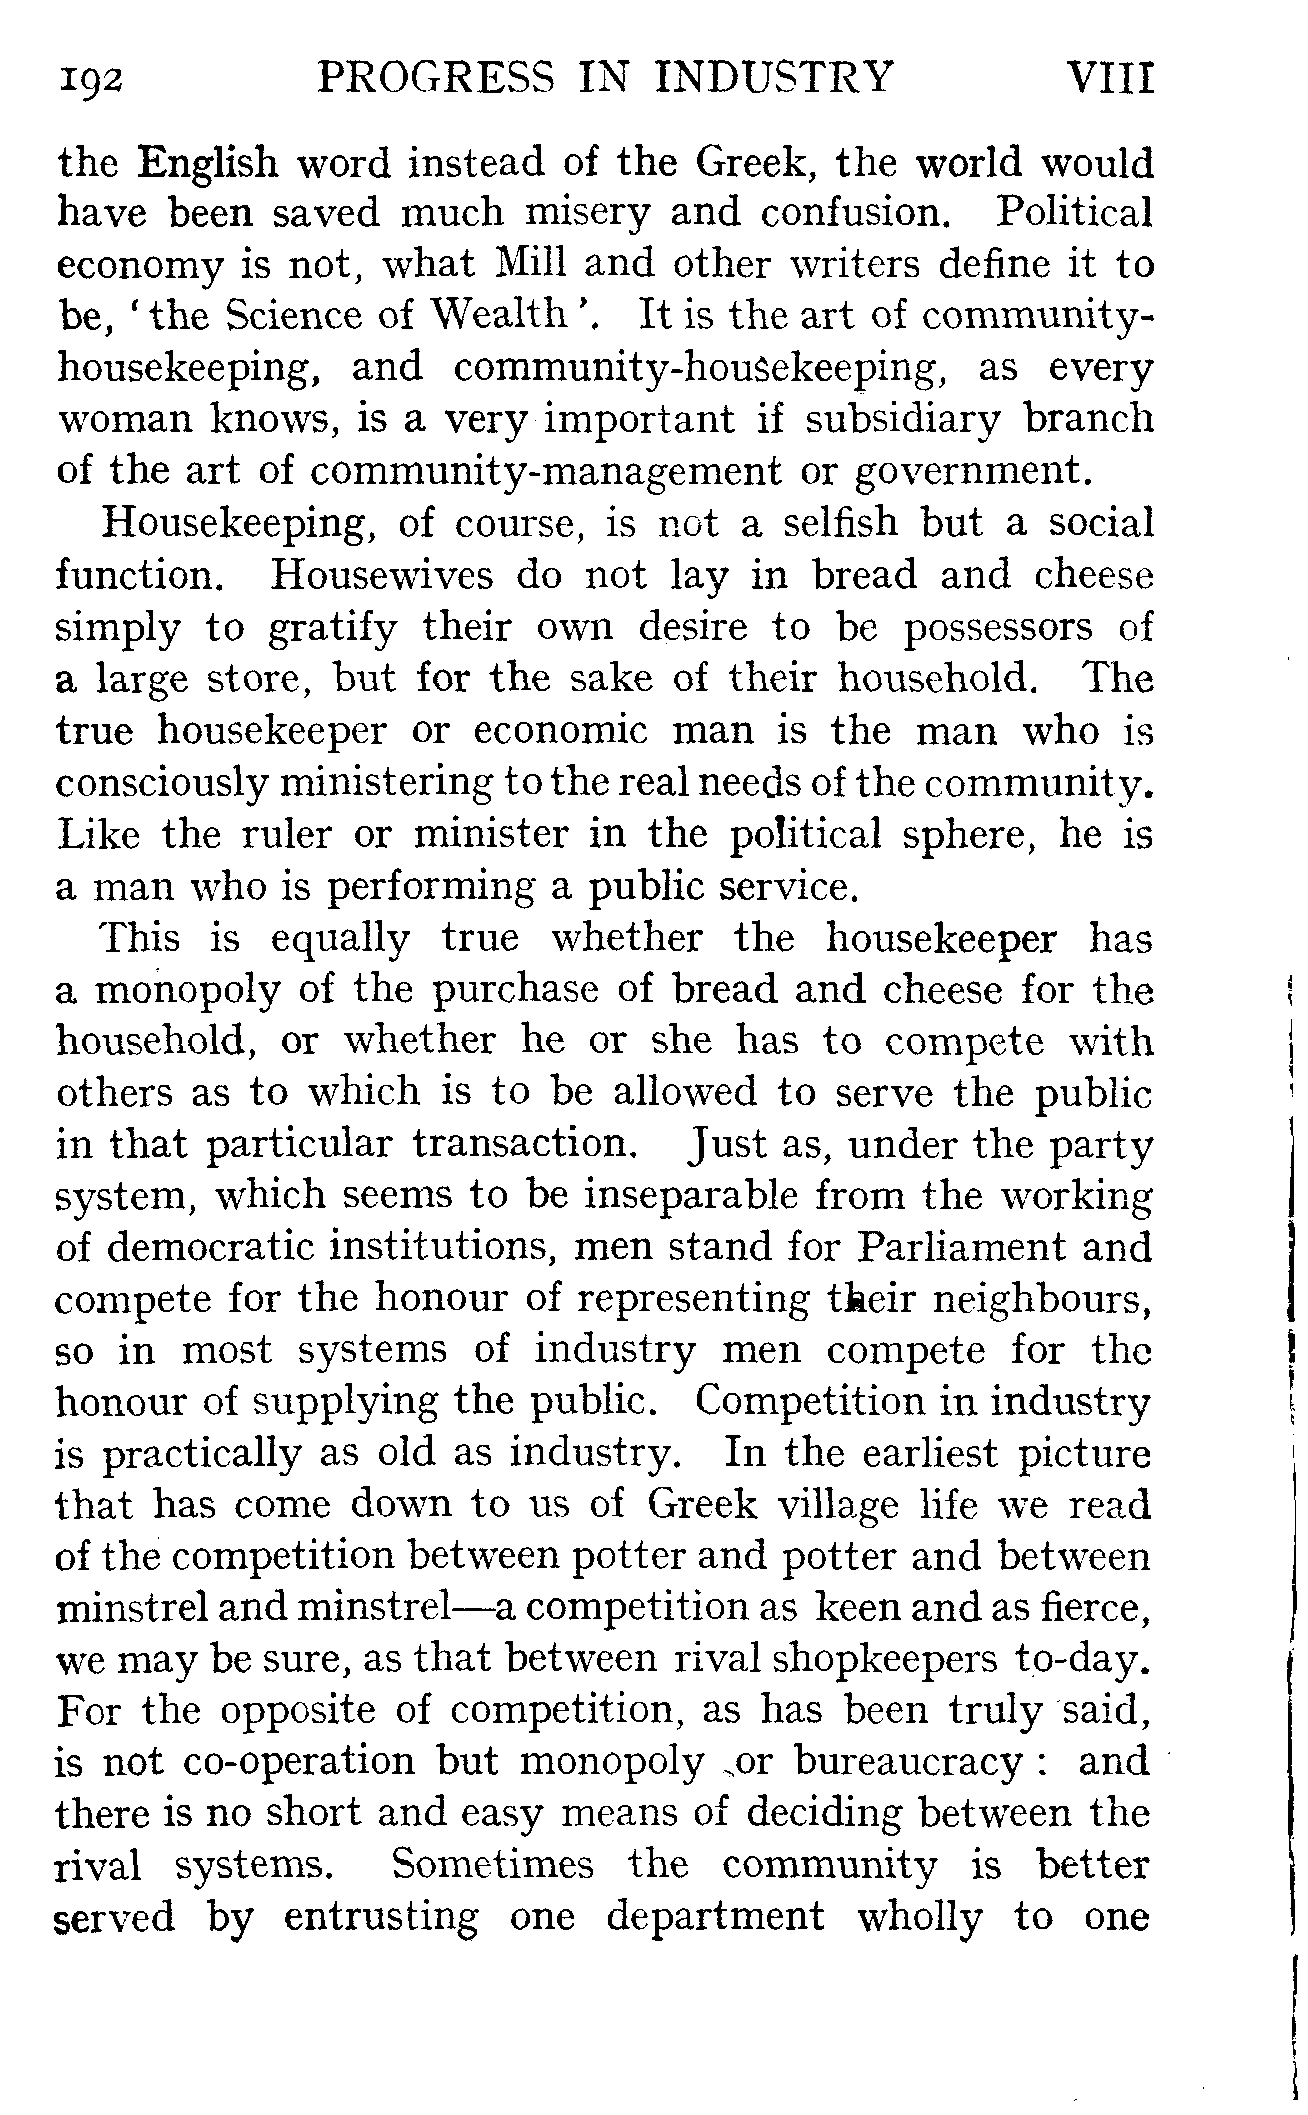 192 PROGRESS IN INDUSTRY VIII
the English word instead of the Greek, the world would
have been saved much misery and confusion. Political
economy is not, what Mill and other writers define it to
be, ‘the Science of Wealth’. It is the art of community-
housekeeping, and community-housekeeping, as every
woman knows, is a very important if subsidiary branch
of the art of community-management or government.
Housekeeping, of course, is not a selfish but a social
function. Housewives do not lay in bread and cheese
simply to gratify their own desire to be possessors of
a large store, but for the sake of their household. The
true housekeeper or economic man is the man who is
consciously ministering to the real needs of the community.
Like the ruler or minister in the political sphere, he is
a man who is performing a public service.
This is equally true whether the housekeeper has
a monopoly of the purchase of bread and cheese for the
household, or whether he or she has to compete with
others as to which is to be allowed to serve the public
in that particular transaction. Just as, under the party
system, which seems to be inseparable from the working
of democratic institutions, men stand for Parliament and
compete for the honour of representing their neighbours,
so in most systems of industry men compete for the
honour of supplying the public. Competition in industry
is practically as old as industry. In the earliest picture
that has come down to us of Greek village life we read
of the competition between potter and potter and between
minstrel and minstrel—a competition as keen and as fierce,
we may be sure, as that between rival shopkeepers to-day.
For the opposite of competition, as has been truly said,
is not co-operation but monopoly or bureaucracy : and
there is no short and easy means of deciding between the
rival systems. Sometimes the community is better
served by entrusting one department wholly to one